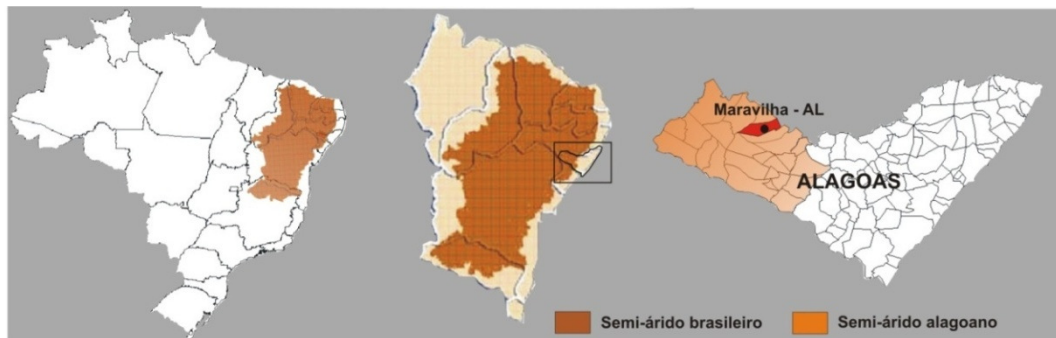 Maravilha - AL
ALAGOAS
Semi-árido brasileiro
Semi-árido alagoano